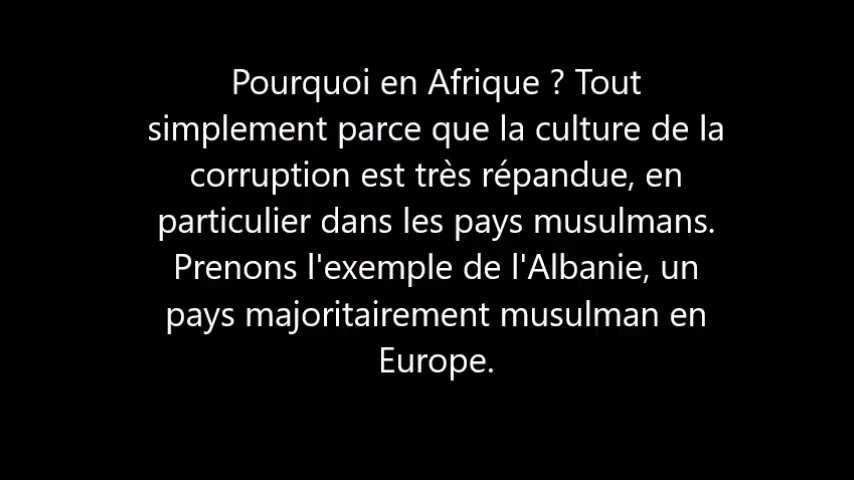 Pourquoi en Afrique ? Tout
simplement parce que la culture de la
corruption est très répandue, en
particulier dans les pays musulmans.
Prenons l'exemple de l'Albanie, un
pays majoritairement musulman en
Europe.